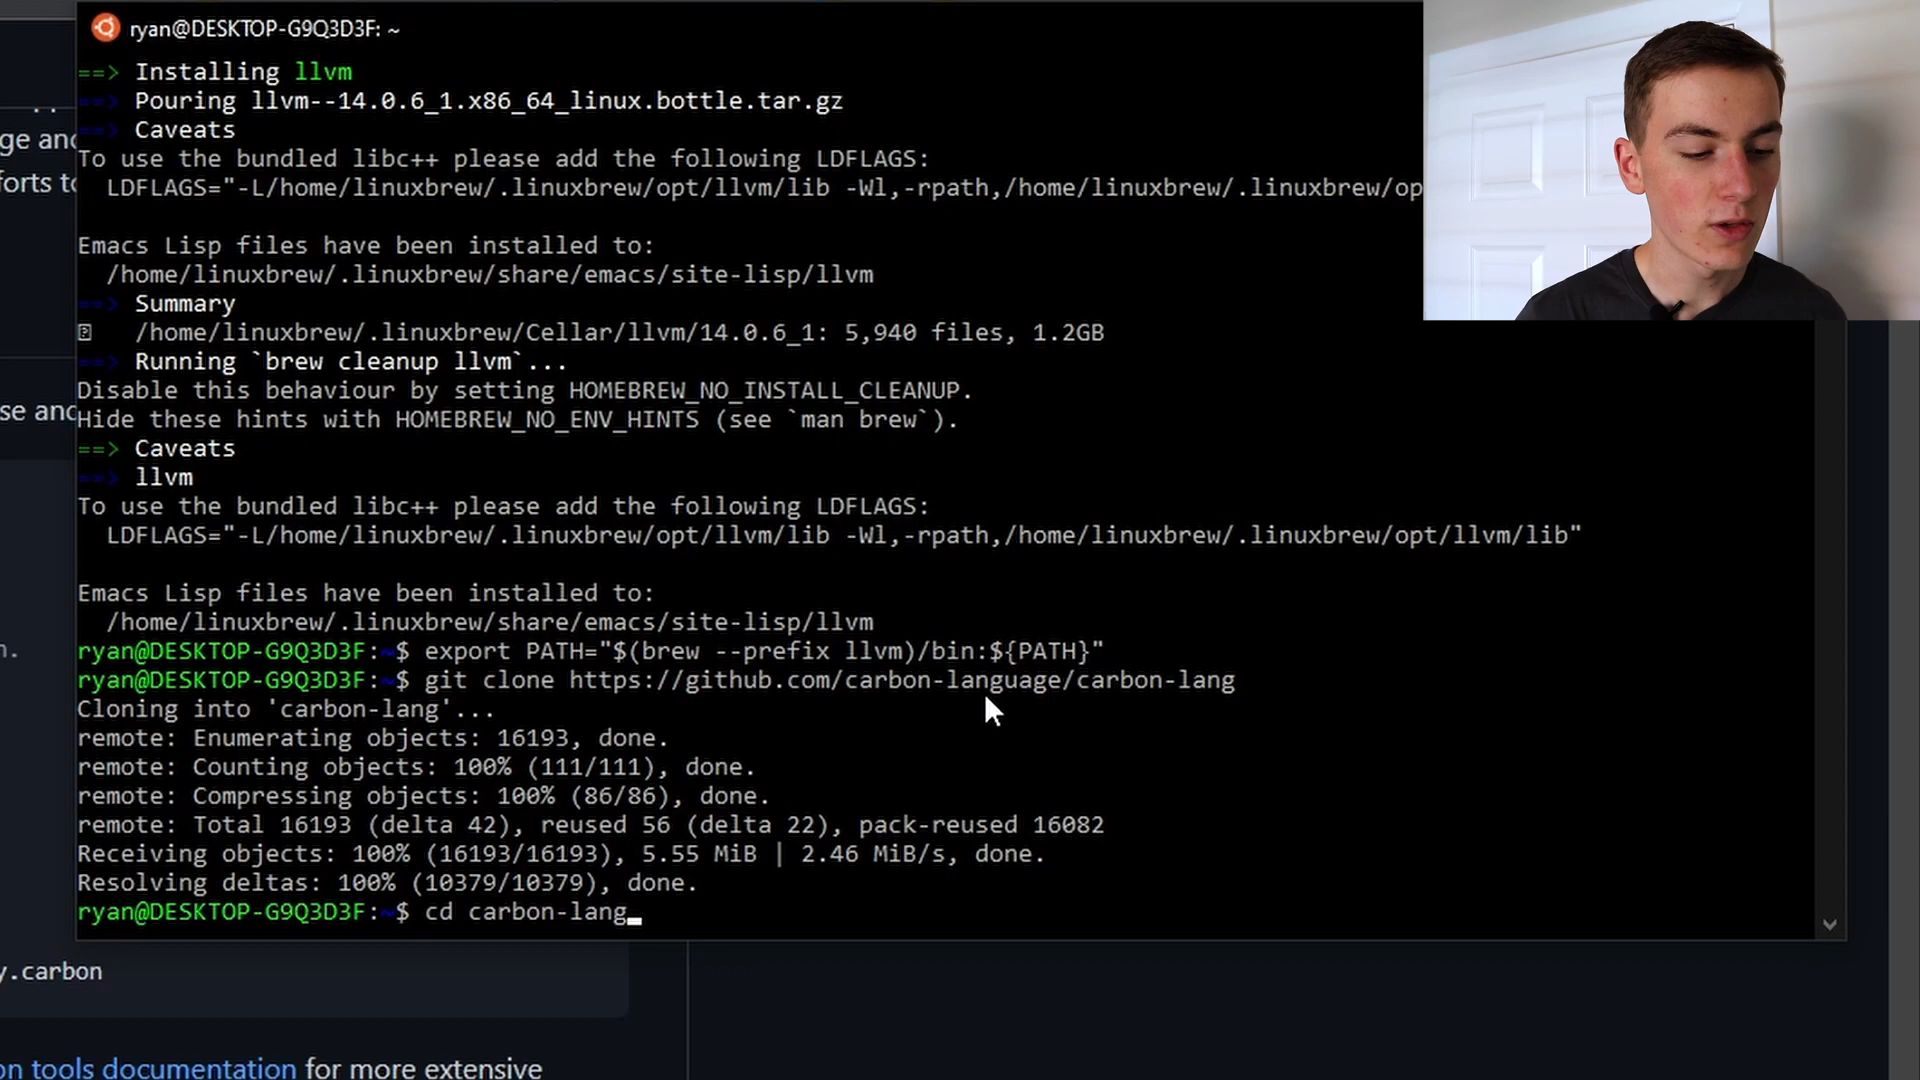 ryan@DESKTOP-G9Q3D3F: ~
==> Installing llvm
==> Pouring llvm--14.0.6_1.x86_64_linux.bottle.tar.gz
==> Caveats
To use the bundled libc++ please add the following LDFLAGS:
LDFLAGS="-L/home/linuxbrew/.linuxbrew/opt/llvm/lib -Wl,-rpath,/home/linuxbrew/.linuxbrew/op
Emacs Lisp files have been installed to:
/home/linuxbrew/.linuxbrew/share/emacs/site-lisp/llvm
==> Summary
/home/linuxbrew/.linuxbrew/Cellar/llvm/14.0.6_1: 5,940 files, 1.2GB
==> Running `brew cleanup llvm`...
Disable this behaviour by setting HOMEBREW_NO_INSTALL_CLEANUP.
Hide these hints with HOMEBREW_NO_ENV_HINTS (see `man brew`).
==> Caveats
==> llvm
To use the bundled libc++ please add the following LDFLAGS:
LDFLAGS="-L/home/linuxbrew/.linuxbrew/opt/llvm/lib -Wl,-rpath,/home/linuxbrew/.linuxbrew/opt/llvm/lib"
Emacs Lisp files have been installed to:
/home/linuxbrew/.linuxbrew/share/emacs/site-lisp/llvm
ryan@DESKTOP-G9Q3D3F:~$ export PATH="$(brew --prefix llvm)/bin:${PATH}"
ryan@DESKTOP-G9Q3D3F:~$ git clone https://github.com/carbon-language/carbon-lang
Cloning into 'carbon-lang'...
remote: Enumerating objects: 16193, done.
remote: Counting objects: 100% (111/111), done.
remote: Compressing objects: 100% (86/86), done.
remote: Total 16193 (delta 42), reused 56 (delta 22), pack-reused 16082
Receiving objects: 100% (16193/16193), 5.55 MiB | 2.46 MiB/s, done.
Resolving deltas: 100% (10379/10379), done.
ryan@DESKTOP-G9Q3D3F:~$ cd carbon-lang
ge and
orts to
se and
n.
y.carbon
on tools documentation for more extensive